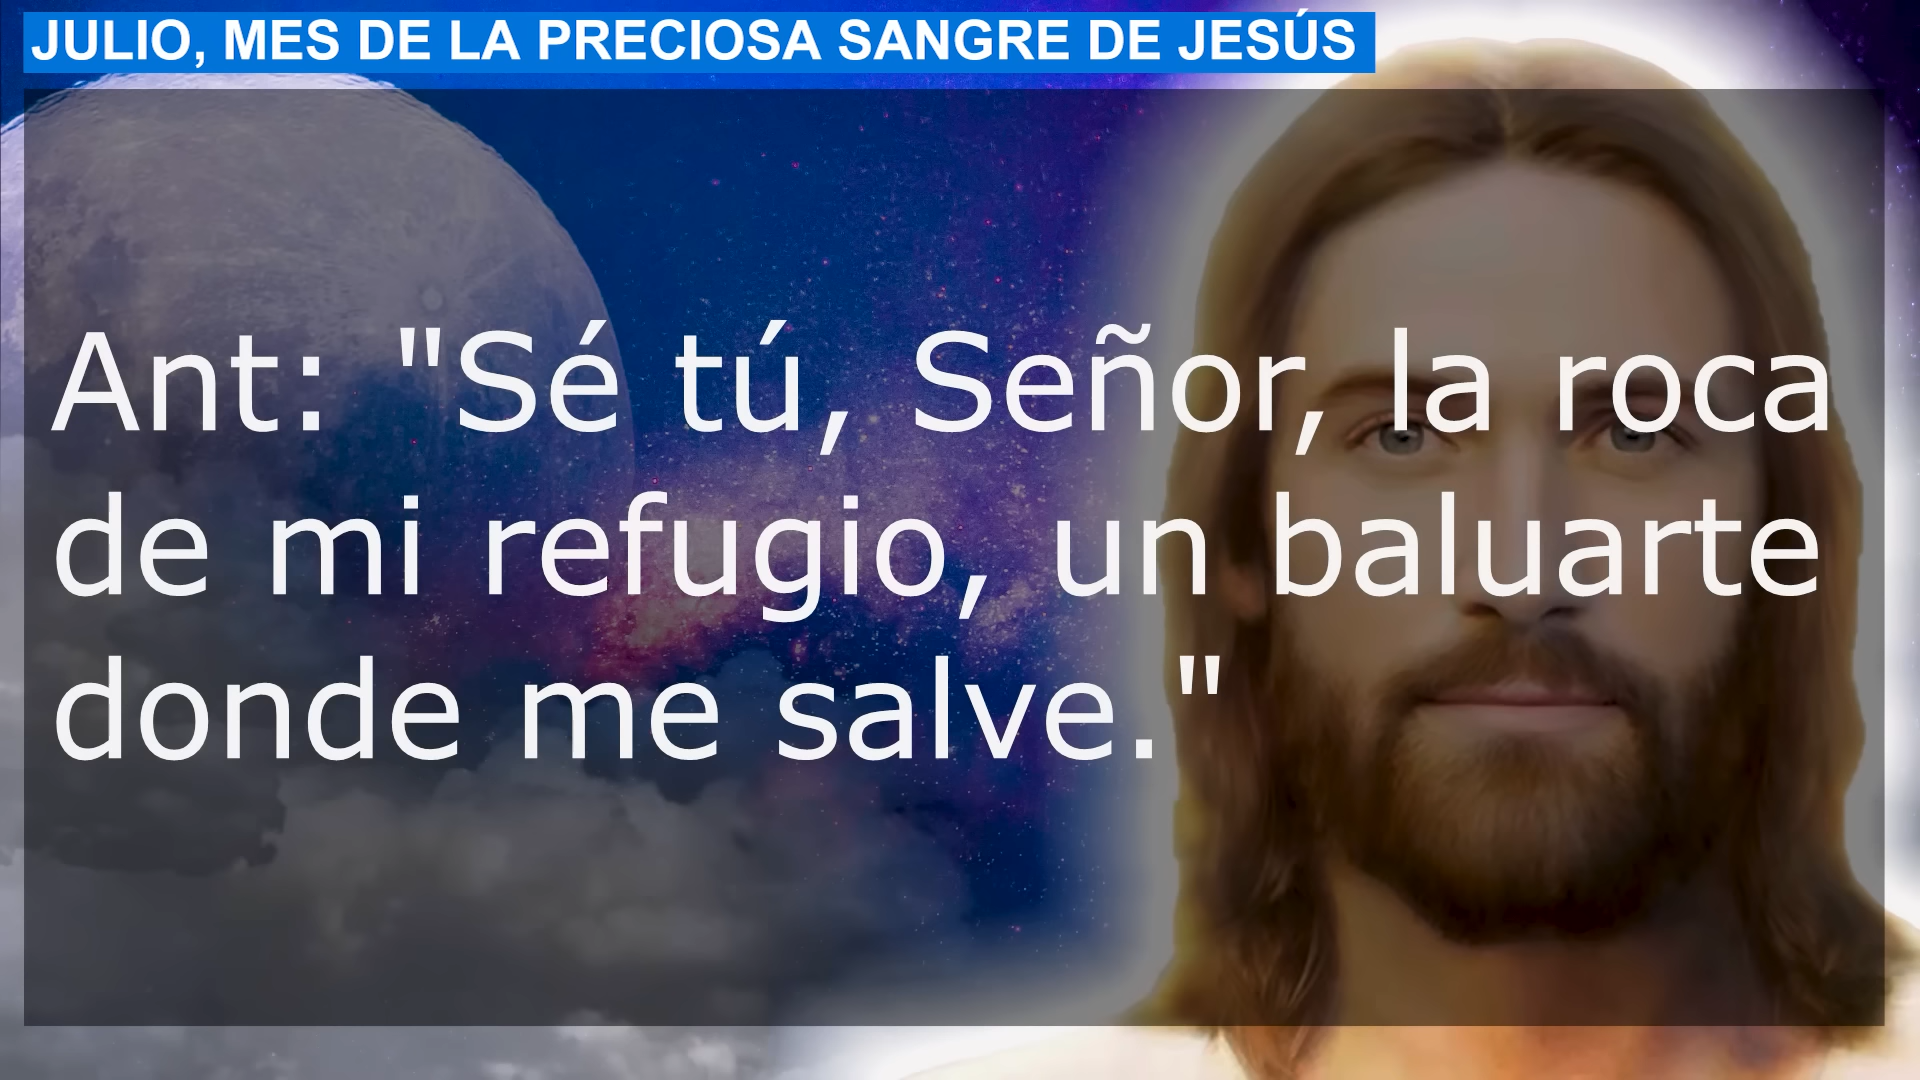 JULIO, MES DE LA PRECIOSA SANGRE DE JESÚS
Ant: "Sé tú, Señor, la roca
de mi refugio, un baluarte
donde me salve."